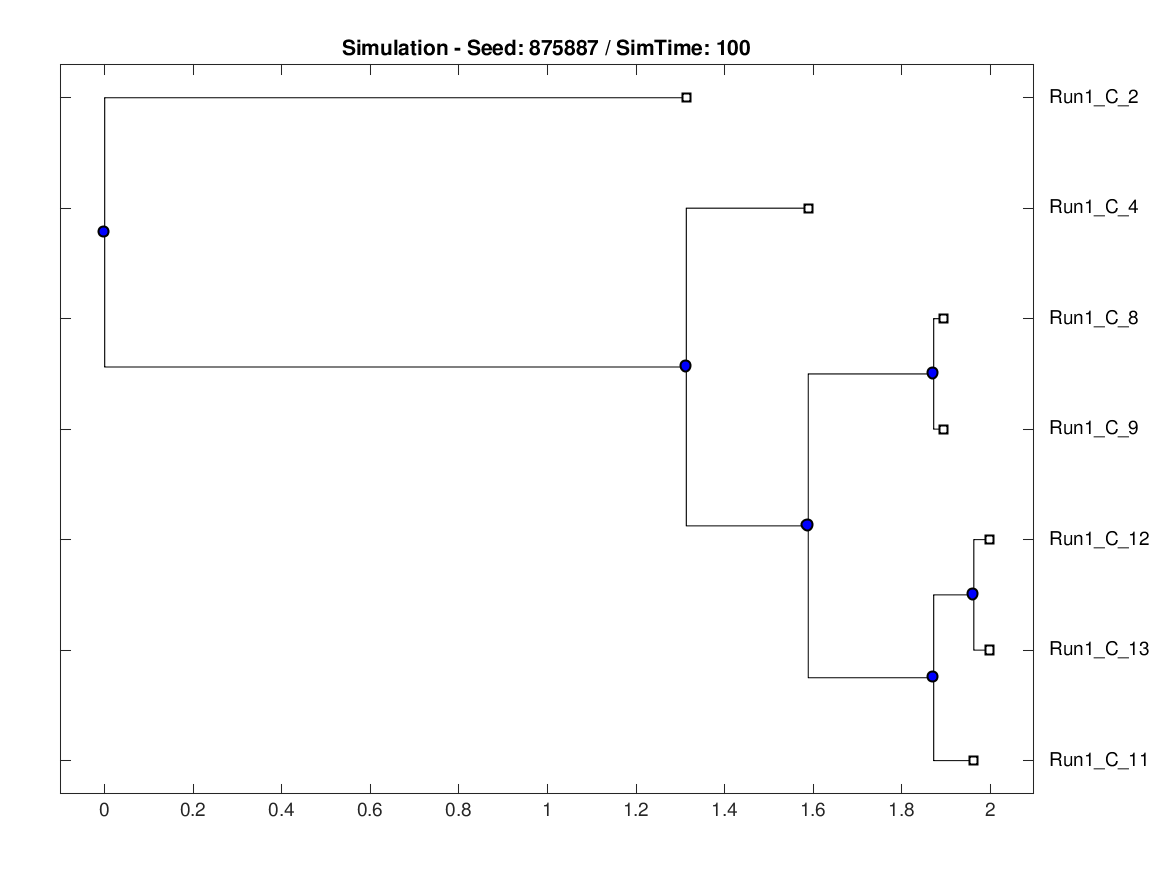 Simulation - Seed: 875887 / SimTime: 100
Run1_C_2
Run1_C_4
Run1_C_8
Run1_C_9
Run1_C_12
Run1_C_13
Run1_C_11
0 0.2 0.4 0.6 0.8 1 1.2 1.4 1.6 1.8 2